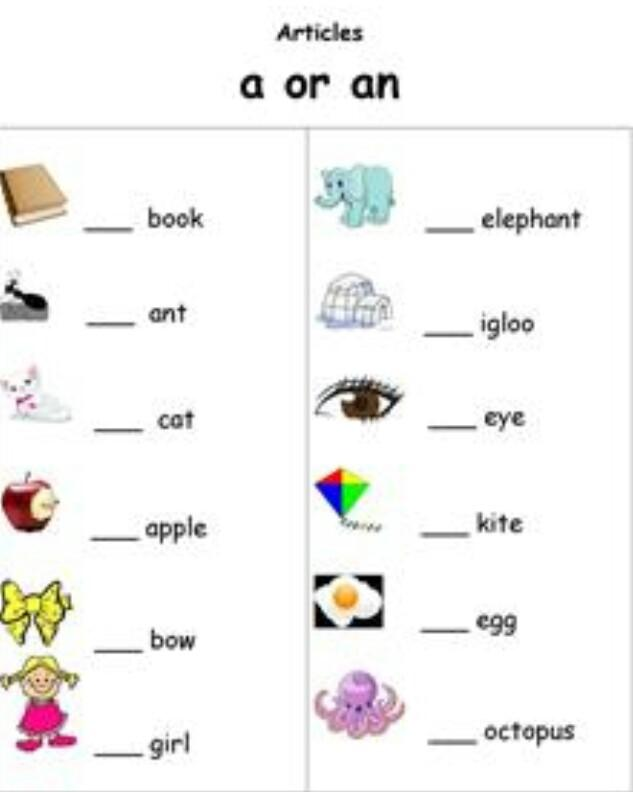 Articles
a or an
___ book
___ ant
___ cat
___ apple
___ bow
___ girl
___ elephant
___ igloo
___ eye
___ kite
___ egg
___ octopus